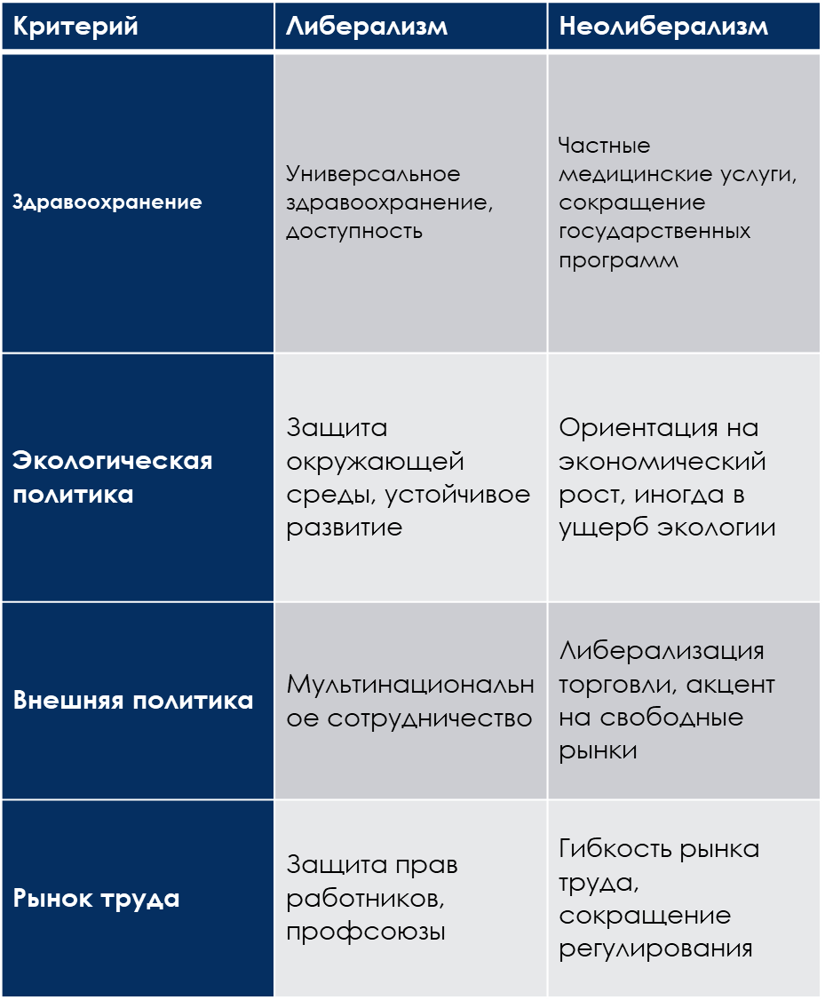 Критерий
Либерализм
Неолиберализм
Здравоохранение
Универсальное
здравоохранение,
доступность
Частные
медицинские услуги,
сокращение
государственных
программ
Экологическая
политика
Защита
окружающей
среды, устойчивое
развитие
Ориентация на
экономический
рост, иногда в
ущерб экологии
Внешняя политика
Мультинациональн
ое сотрудничество
Либерализация
торговли, акцент
на свободные
рынки
Рынок труда
Защита прав
работников,
профсоюзы
Гибкость рынка
труда,
сокращение
регулирования